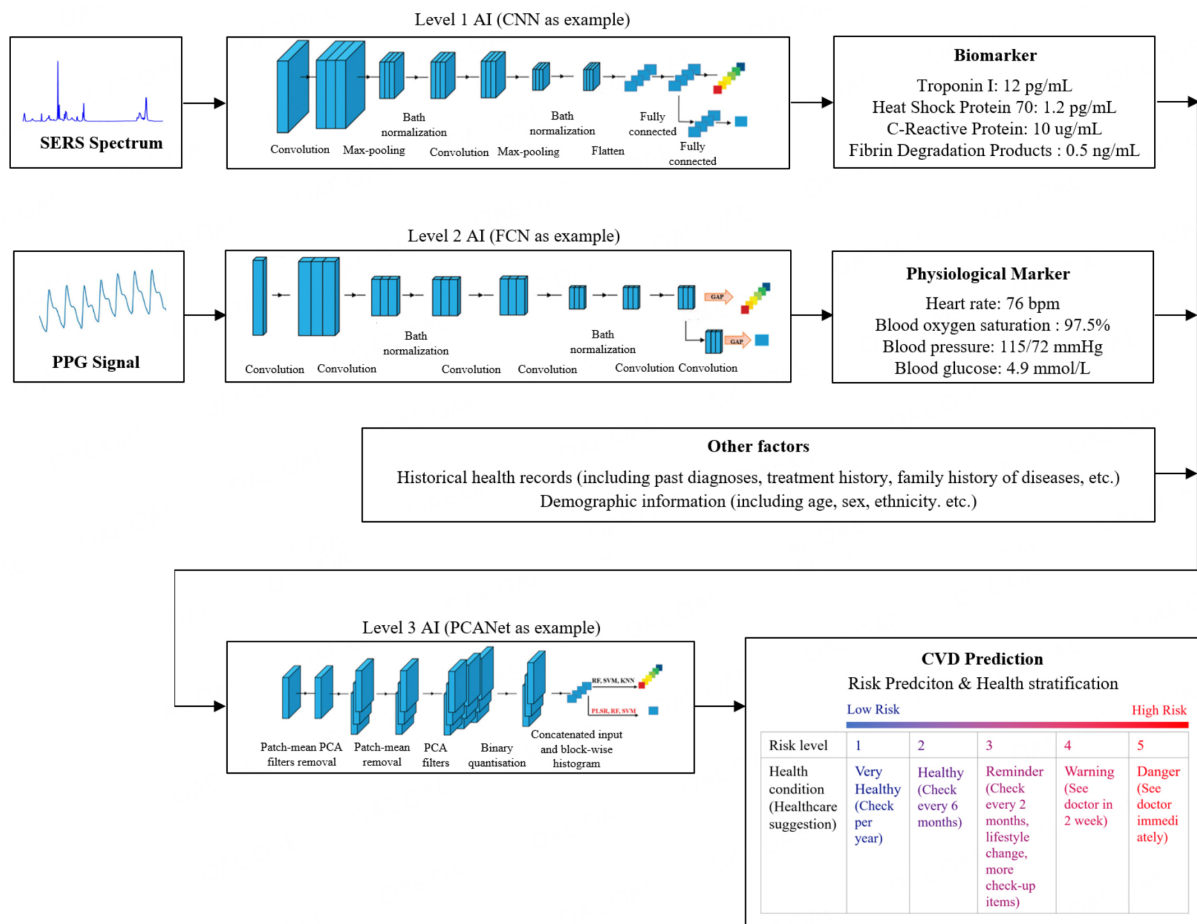 Level 1 AI (CNN as example)
SERS Spectrum
Convolution
Max-pooling
Bath
normalization
Convolution
Max-pooling
Bath
normalization
Flatten
Fully
connected
Fully
connected
Biomarker
Troponin I: 12 pg/mL
Heat Shock Protein 70: 1.2 pg/mL
C-Reactive Protein: 10 ug/mL
Fibrin Degradation Products : 0.5 ng/mL
Level 2 AI (FCN as example)
PPG Signal
Convolution
Convolution
Bath
normalization
Convolution
Convolution
Bath
normalization
Convolution
Convolution
GAP
GAP
Physiological Marker
Heart rate: 76 bpm
Blood oxygen saturation : 97.5%
Blood pressure: 115/72 mmHg
Blood glucose: 4.9 mmol/L
Other factors
Historical health records (including past diagnoses, treatment history, family history of diseases, etc.)
Demographic information (including age, sex, ethnicity. etc.)
Level 3 AI (PCANet as example)
Patch-mean PCA
filters removal
Patch-mean
removal
PCA
filters
Binary
quantisation
Concatenated input
and block-wise
histogram
RF, SVM, KNN
PLSR, RF, SVM
CVD Prediction
Risk Predciton & Health stratification
Low Risk
High Risk
Risk level
1
2
3
4
5
Health
condition
(Healthcare
suggestion)
Very
Healthy
(Check
per
year)
Healthy
(Check
every 6
months)
Reminder
(Check
every 2
months,
lifestyle
change,
more
check-up
items)
Warning
(See
doctor in
2 week)
Danger
(See
doctor
immedi
ately)